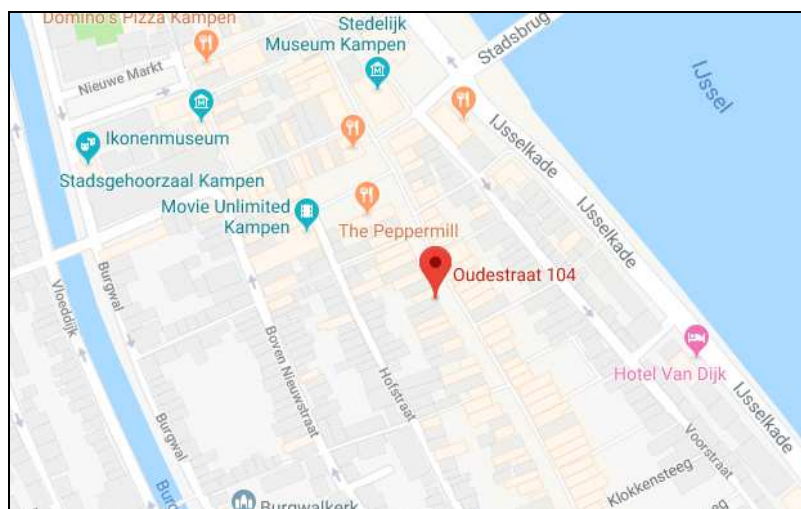 Domino's Pizza Kampen
Stedelijk
Museum Kampen
Stadsbrug
IJssel
Nieuwe Markt
Ikonenmuseum
IJsselkade
Stadsgehoorzaal Kampen
Movie Unlimited
Kampen
The Peppermill
IJsselkade
Oudestraat 104
Burgwal
Vloeddijk
Boven Nieuwstraat
Hofstraat
Hotel Van Dijk
IJsselkade
Burgwal
Voorstraat
Klokkensteeg
Burgwalkerk